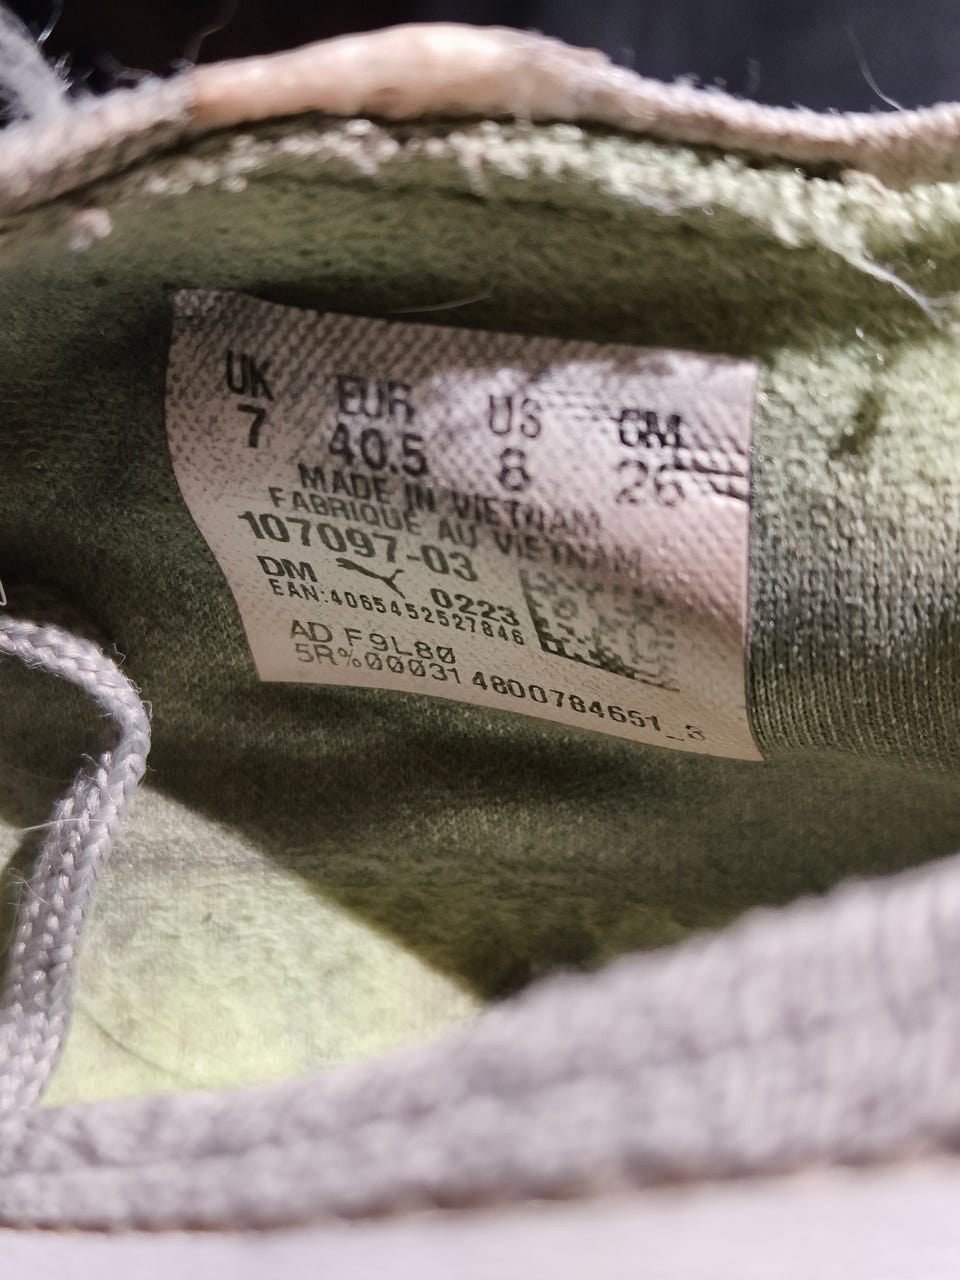 UK EUR US CM
7 40.5 8 26
MADE IN VIETNAM
FABRIQUÉ AU VIETNAM
107097-03
DM 0223
EAN:4065452527846
AD F9L80
5R%00031 4800784651_3